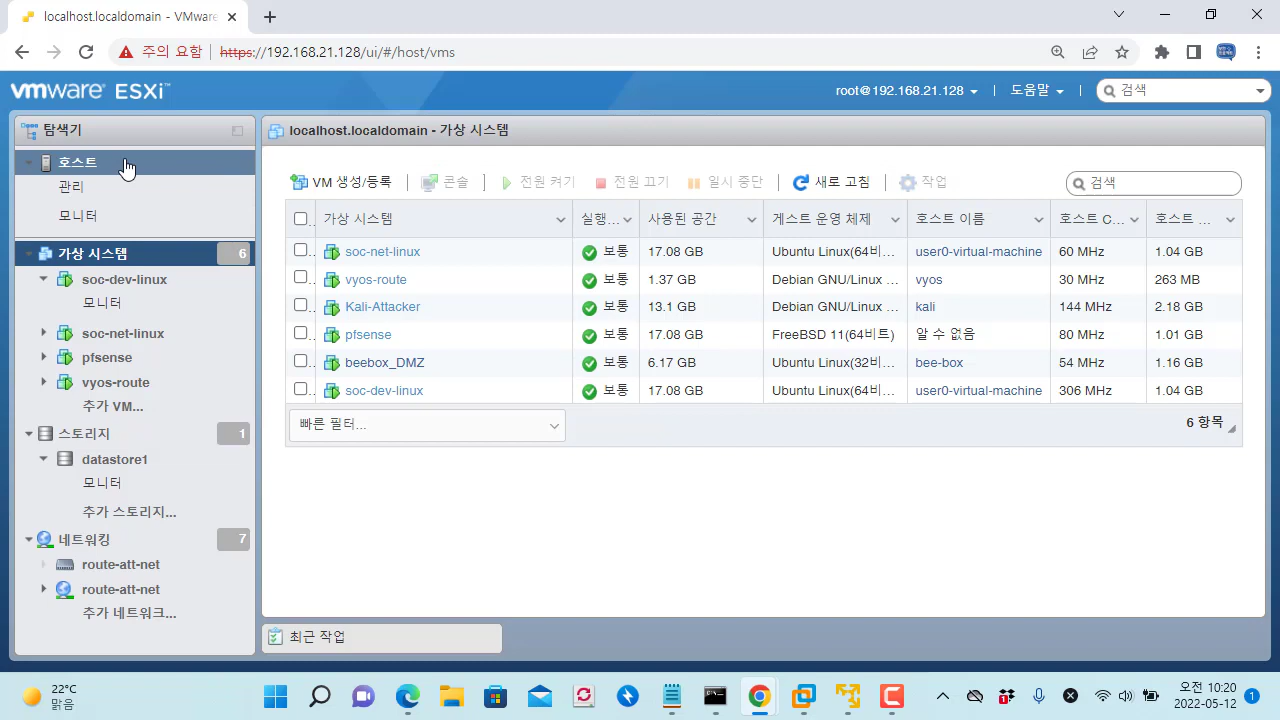 localhost.localdomain - VMware
주의 요함
https://192.168.21.128/ui/#/host/vms
vmware ESXi™
root@192.168.21.128
도움말
검색
탐색기
호스트
관리
모니터
가상 시스템
6
soc-dev-linux
모니터
soc-net-linux
pfsense
vyos-route
추가 VM...
스토리지
1
datastore1
모니터
추가 스토리지...
네트워킹
7
route-att-net
route-att-net
추가 네트워크...
localhost.localdomain - 가상 시스템
VM 생성/등록 콘솔 전원 켜기 전원 끄기 일시 중단 새로 고침 작업 검색
가상 시스템 실행... 사용된 공간 게스트 운영 체제 호스트 이름 호스트 C... 호스트 ...
soc-net-linux 보통 17.08 GB Ubuntu Linux(64비... user0-virtual-machine 60 MHz 1.04 GB
vyos-route 보통 1.37 GB Debian GNU/Linux ... vyos 30 MHz 263 MB
Kali-Attacker 보통 13.1 GB Debian GNU/Linux ... kali 144 MHz 2.18 GB
pfsense 보통 17.08 GB FreeBSD 11(64비트) 알 수 없음 80 MHz 1.01 GB
beebox_DMZ 보통 6.17 GB Ubuntu Linux(32비... bee-box 54 MHz 1.16 GB
soc-dev-linux 보통 17.08 GB Ubuntu Linux(64비... user0-virtual-machine 306 MHz 1.04 GB
빠른 필터... 6 항목
최근 작업
22°C
맑음
오전 10:20
2022-05-12
1